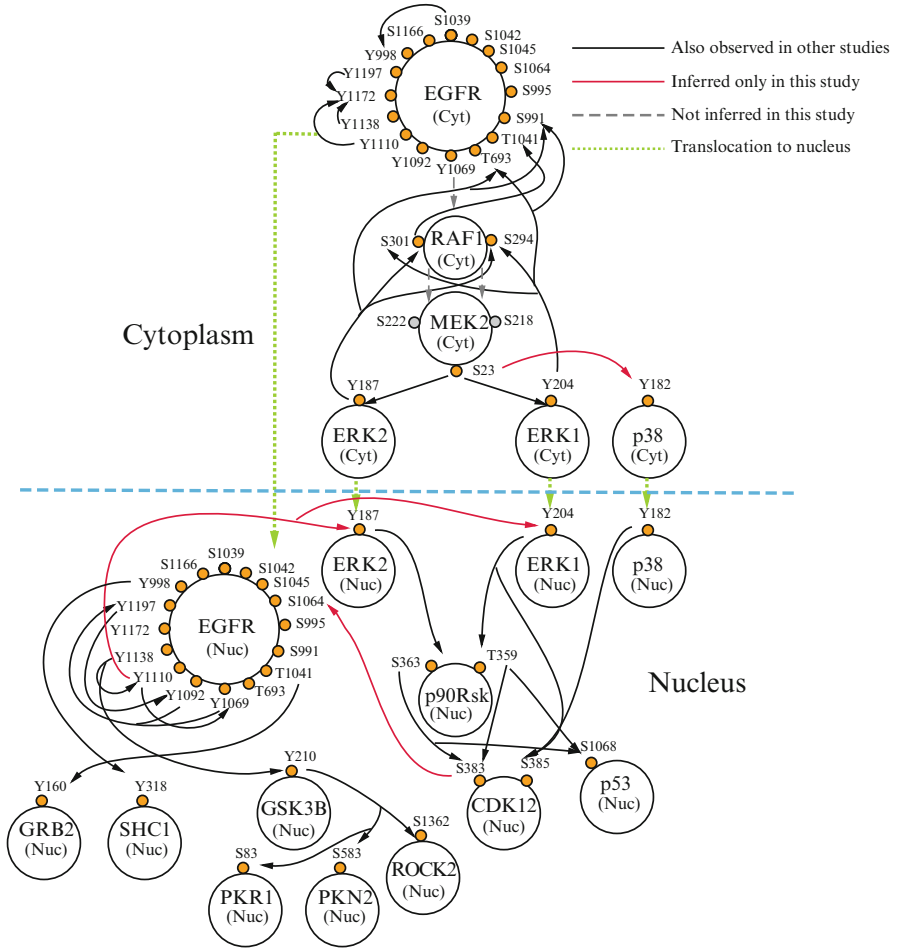 S1039
S1166
S1042
Y998
S1045
Y1197
S1064
Y1172
EGFR
(Cyt)
S995
Y1138
S991
Y1110
T1041
Y1092
T693
Y1069
Also observed in other studies
Inferred only in this study
Not inferred in this study
Translocation to nucleus
S301
RAF1
(Cyt)
S294
S222
MEK2
(Cyt)
S218
S23
Cytoplasm
Y187
Y204
Y182
ERK2
(Cyt)
ERK1
(Cyt)
p38
(Cyt)
Y187
Y204
Y182
ERK2
(Nuc)
ERK1
(Nuc)
p38
(Nuc)
S1039
S1166
S1042
Y998
S1045
Y1197
S1064
Y1172
EGFR
(Nuc)
S995
Y1138
S991
Y1110
T1041
Y1092
T693
Y1069
S363
T359
p90Rsk
(Nuc)
Nucleus
S383
S385
S1068
CDK12
(Nuc)
p53
(Nuc)
Y160
Y318
Y210
GRB2
(Nuc)
SHC1
(Nuc)
GSK3B
(Nuc)
S1362
ROCK2
(Nuc)
S83
S583
PKR1
(Nuc)
PKN2
(Nuc)